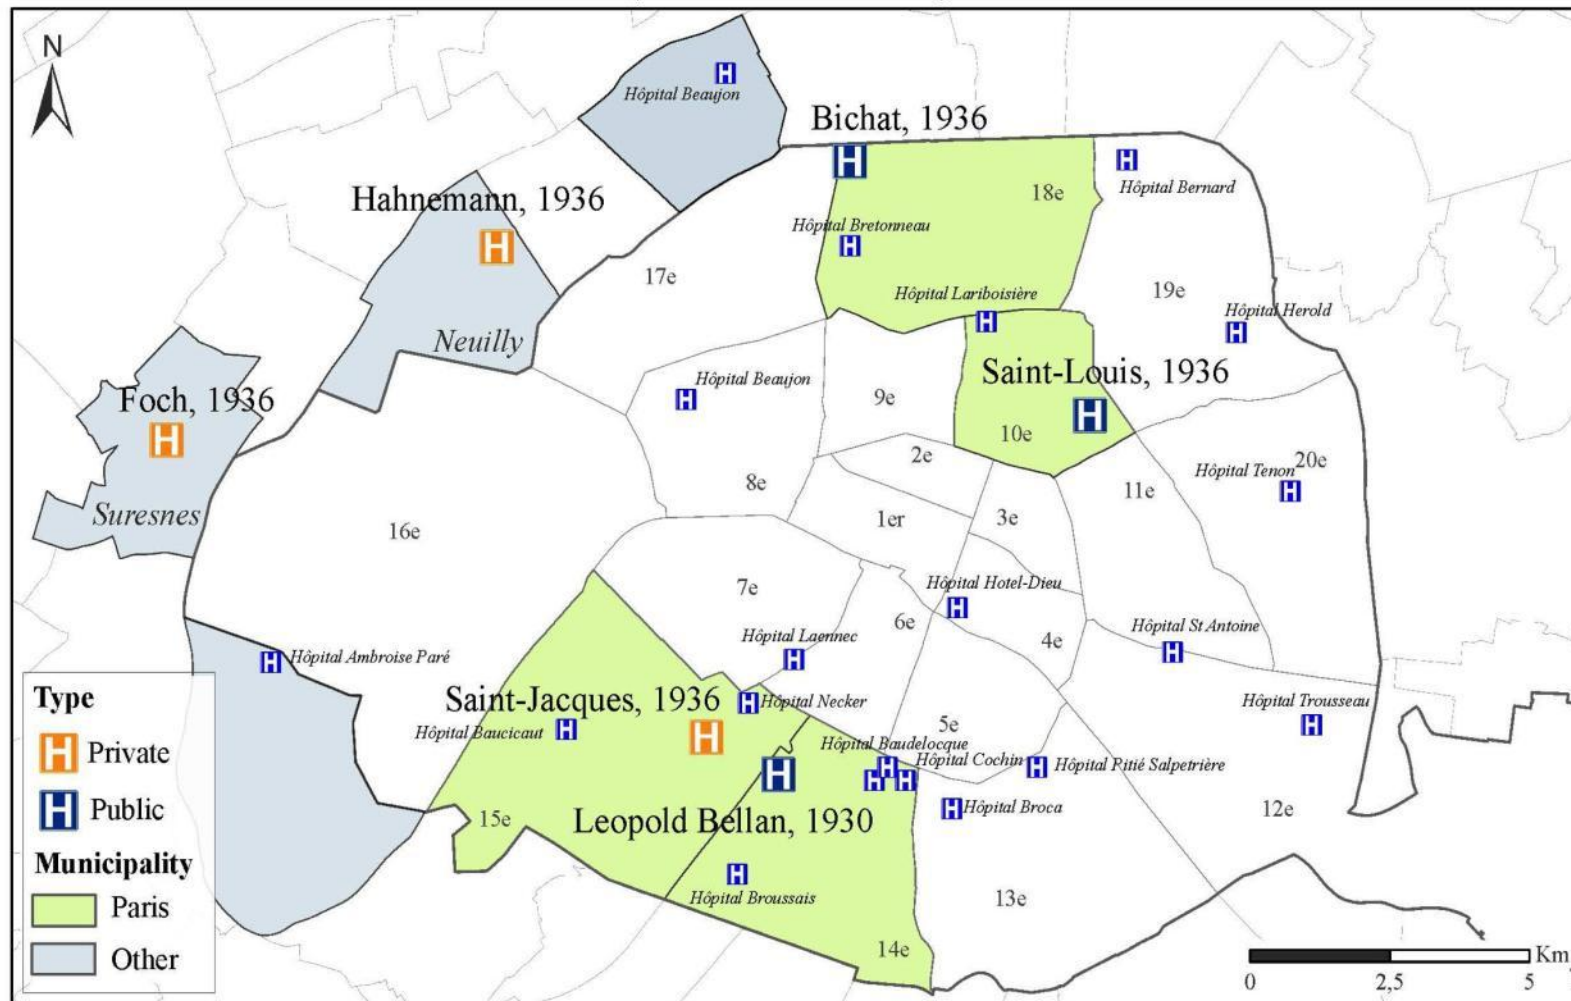 N
Hôpital Beaujon
Bichat, 1936
Hôpital Bernard
18e
Hahnemann, 1936
Hôpital Bretonneau
17e
Hôpital Lariboisière
19e
Hôpital Herold
Neuilly
Saint-Louis, 1936
Hôpital Beaujon
Foch, 1936
9e
10e
2e
Hôpital Tenon
20e
8e
11e
Suresnes
16e
1er
3e
7e
Hôpital Hotel-Dieu
6e
Hôpital St Antoine
4e
Hôpital Laennec
Hôpital Ambroise Paré
Saint-Jacques, 1936
Hôpital Necker
Hôpital Trousseau
Hôpital Baucicaut
5e
Hôpital Baudelocque
Hôpital Cochin
Hôpital Pitié Salpetrière
Hôpital Broca
12e
15e
Leopold Bellan, 1930
Hôpital Broussais
13e
14e
Type
H Private
H Public
Municipality
Paris
Other
Km
0 2,5 5